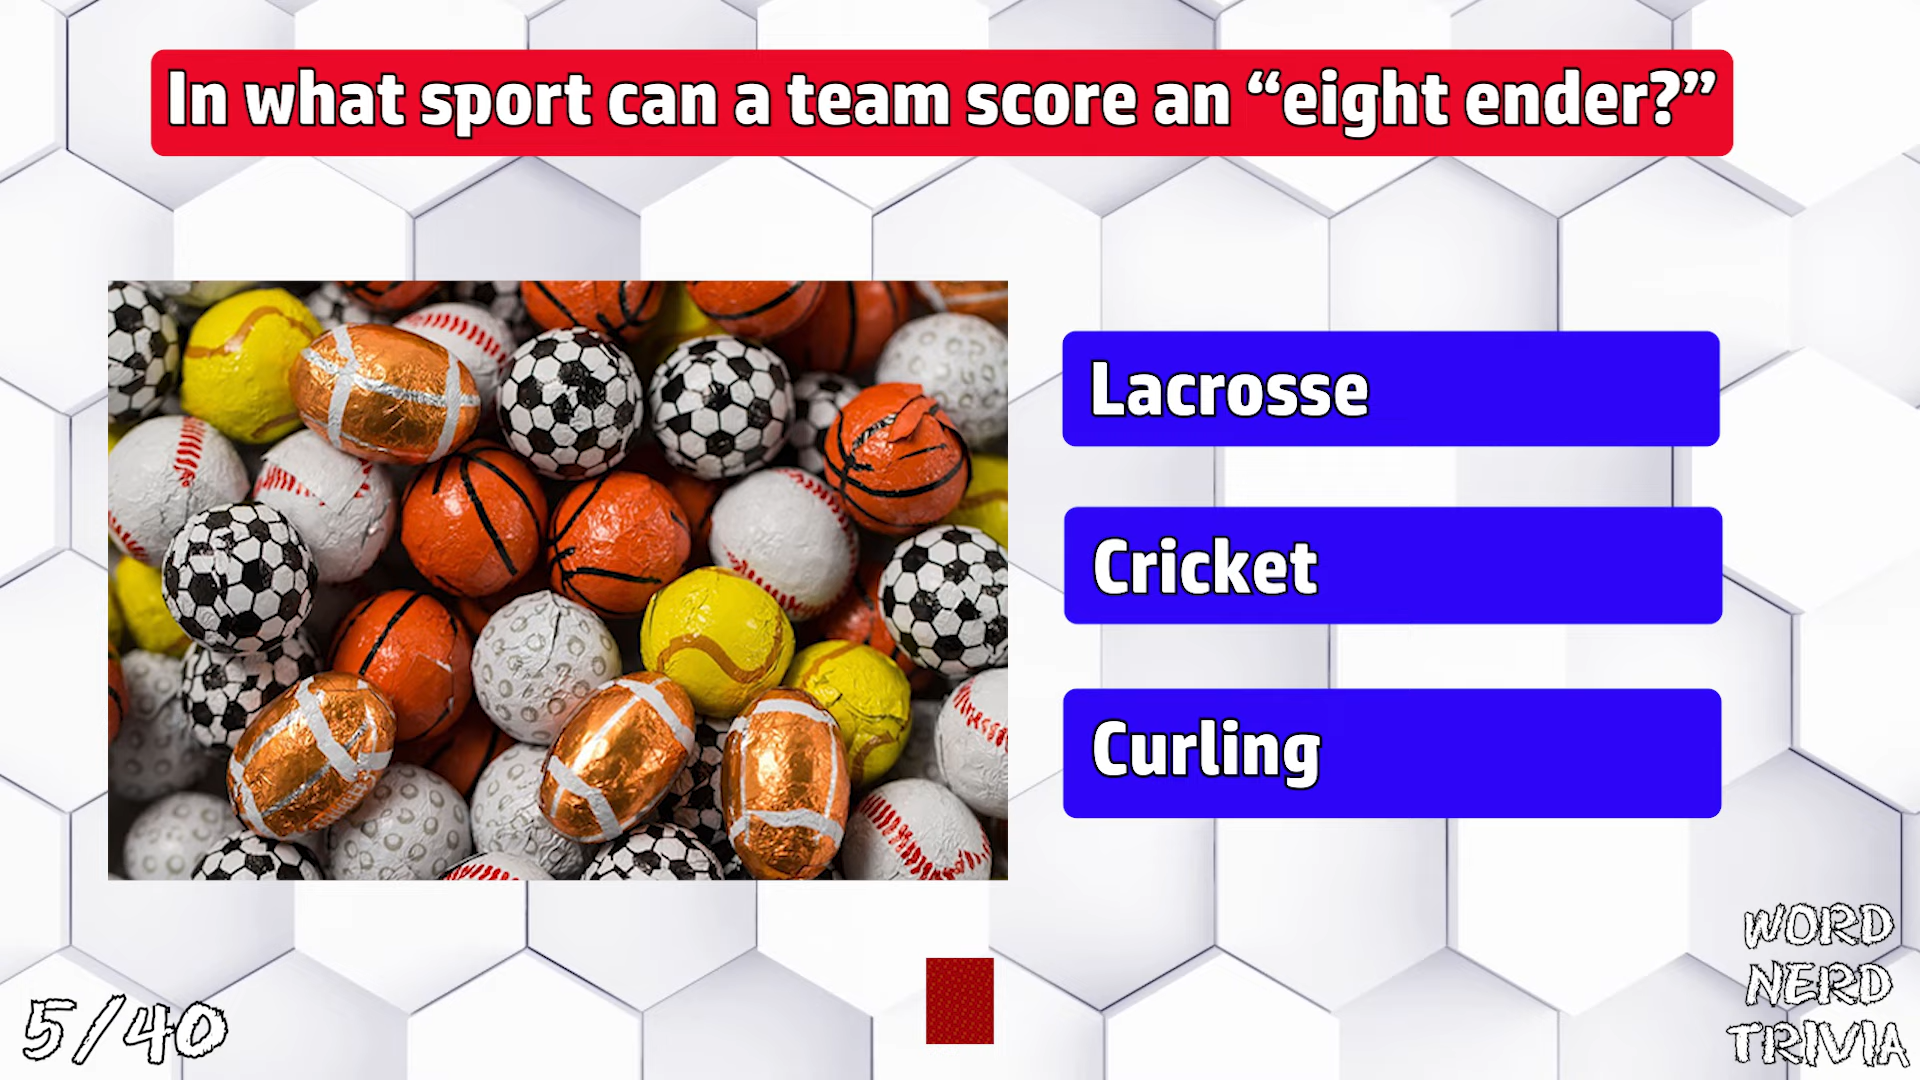 In what sport can a team score an “eight ender?”
Lacrosse
Cricket
Curling
5/40
WORD
NERD
TRIVIA